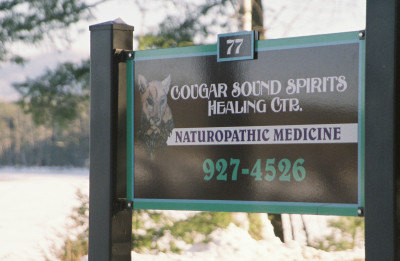 77
COUGAR SOUND SPIRITS
HEALING CTR.
NATUROPATHIC MEDICINE
927-4526